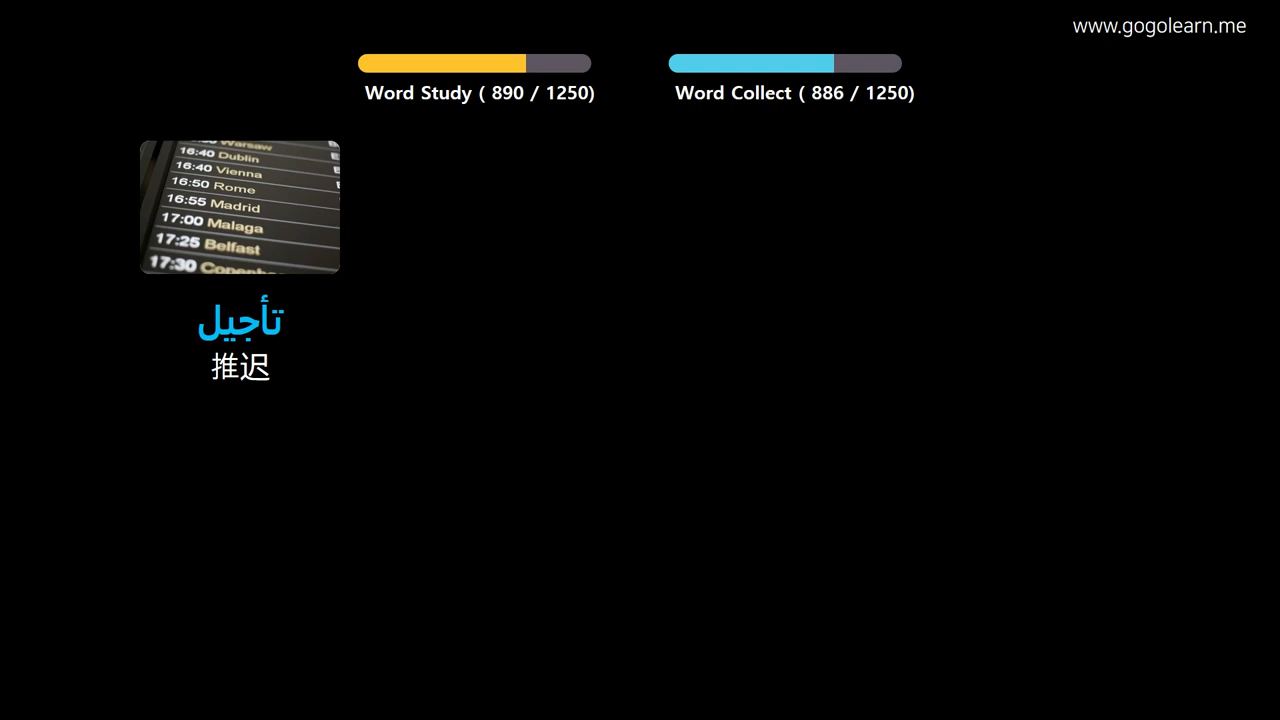 www.gogolearn.me
Word Study ( 890 / 1250)
Word Collect ( 886 / 1250)
Warsaw
16:40 Dublin
16:40 Vienna
16:50 Rome
16:55 Madrid
17:00 Malaga
17:25 Belfast
17:30
تأجيل
推迟